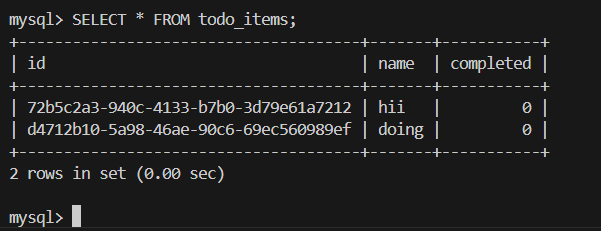 mysql> SELECT * FROM todo_items;
+--------------------------------------+-------+-----------+
| id                                   | name  | completed |
+--------------------------------------+-------+-----------+
| 72b5c2a3-940c-4133-b7b0-3d79e61a7212 | hii   |         0 |
| d4712b10-5a98-46ae-90c6-69ec560989ef | doing |         0 |
+--------------------------------------+-------+-----------+
2 rows in set (0.00 sec)
mysql>